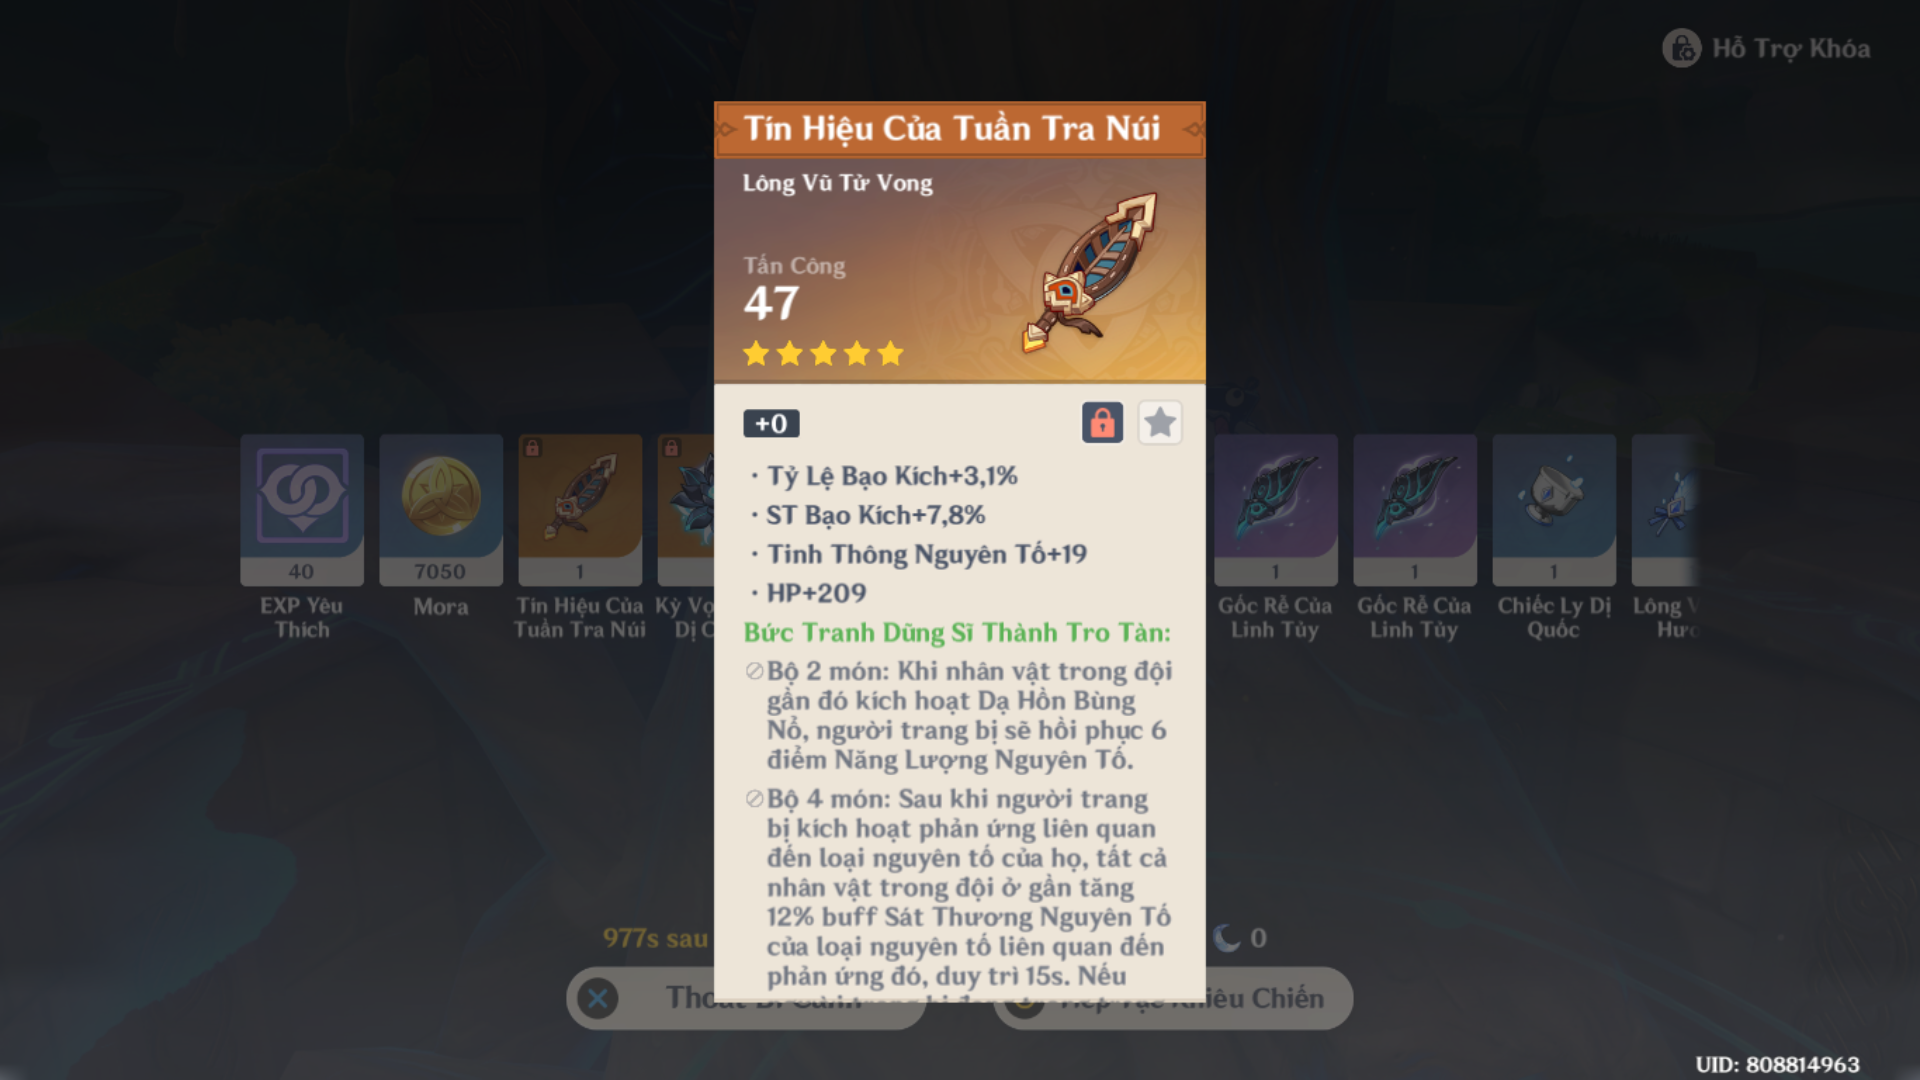 Hỗ Trợ Khóa
Tín Hiệu Của Tuần Tra Núi
Lông Vũ Tử Vong
Tấn Công
47
+0
· Tỷ Lệ Bạo Kích+3,1%
· ST Bạo Kích+7,8%
· Tinh Thông Nguyên Tố+19
· HP+209
Bức Tranh Dũng Sĩ Thành Tro Tàn:
Bộ 2 món: Khi nhân vật trong đội
gần đó kích hoạt Dạ Hồn Bùng
Nổ, người trang bị sẽ hồi phục 6
điểm Năng Lượng Nguyên Tố.
Bộ 4 món: Sau khi người trang
bị kích hoạt phản ứng liên quan
đến loại nguyên tố của họ, tất cả
nhân vật trong đội ở gần tăng
12% buff Sát Thương Nguyên Tố
của loại nguyên tố liên quan đến
phản ứng đó, duy trì 15s. Nếu
40
EXP Yêu
Thích
7050
Mora
1
Tín Hiệu Của
Tuần Tra Núi
Kỳ
1
Gốc Rễ Của
Linh Tủy
1
Gốc Rễ Của
Linh Tủy
1
Chiếc Ly Dị
Quốc
Lông
977s sau
0
Khiêu Chiến
UID: 808814963